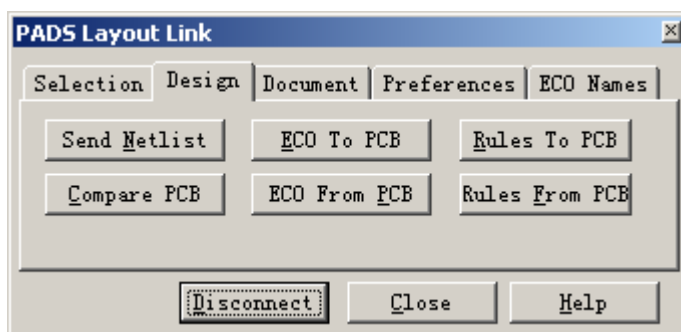 PADS Layout Link
Selection Design Document Preferences ECO Names
Send Netlist ECO To PCB Rules To PCB
Compare PCB ECO From PCB Rules From PCB
Disconnect Close Help